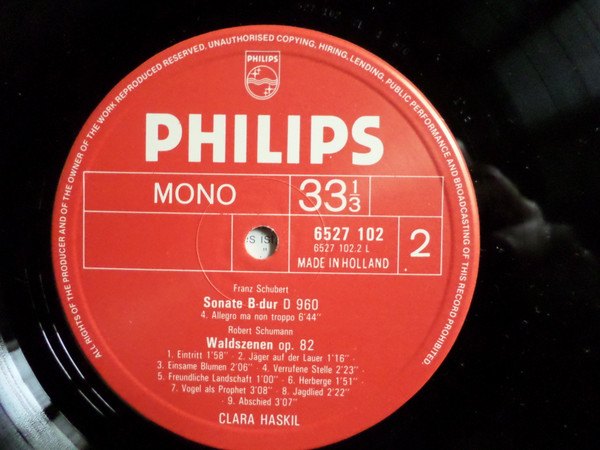 ALL RIGHTS OF THE PRODUCER AND OF THE OWNER OF THE WORK REPRODUCED RESERVED. UNAUTHORISED COPYING, HIRING, LENDING, PUBLIC PERFORMANCE AND BROADCASTING OF THIS RECORD PROHIBITED.
PHILIPS
PHILIPS
MONO
33 1/3
6527 102
6527 102.2 L
MADE IN HOLLAND
2
Franz Schubert
Sonate B-dur D 960
4. Allegro ma non troppo 6'44"
Robert Schumann
Waldszenen op. 82
1. Eintritt 1'58" · 2. Jäger auf der Lauer 1'16" ·
3. Einsame Blumen 2'06" · 4. Verrufene Stelle 2'23" ·
5. Freundliche Landschaft 1'00" · 6. Herberge 1'51" ·
7. Vogel als Prophet 3'08" · 8. Jagdlied 2'22"
· 9. Abschied 3'07"
CLARA HASKIL